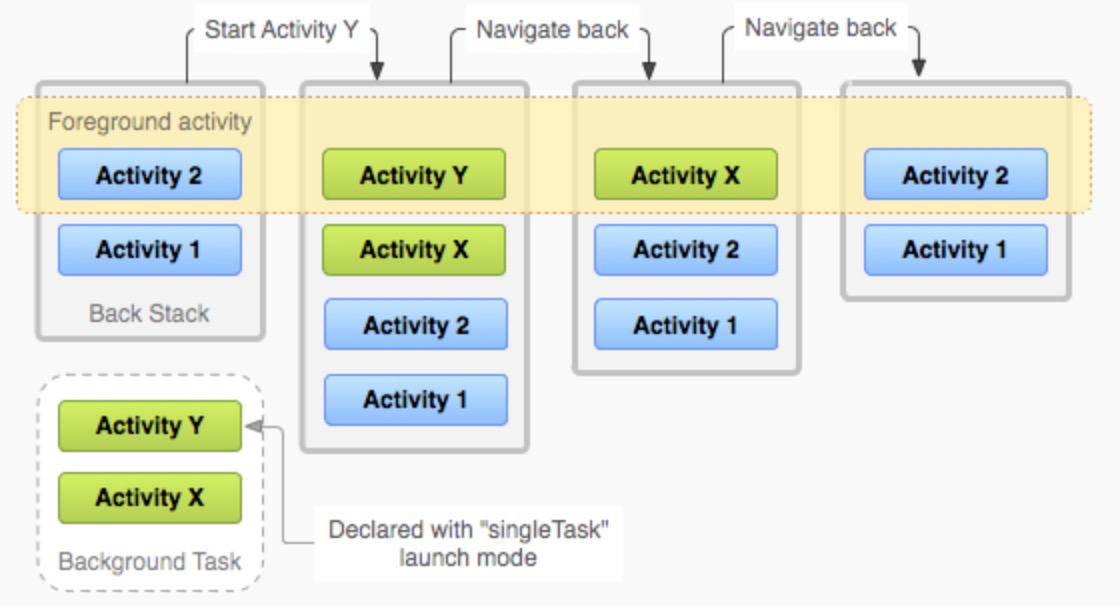 Start Activity Y
Navigate back
Navigate back
Foreground activity
Activity 2
Activity 1
Back Stack
Activity Y
Activity X
Activity 2
Activity 1
Activity X
Activity 2
Activity 1
Activity 2
Activity 1
Activity Y
Activity X
Background Task
Declared with "singleTask"
launch mode